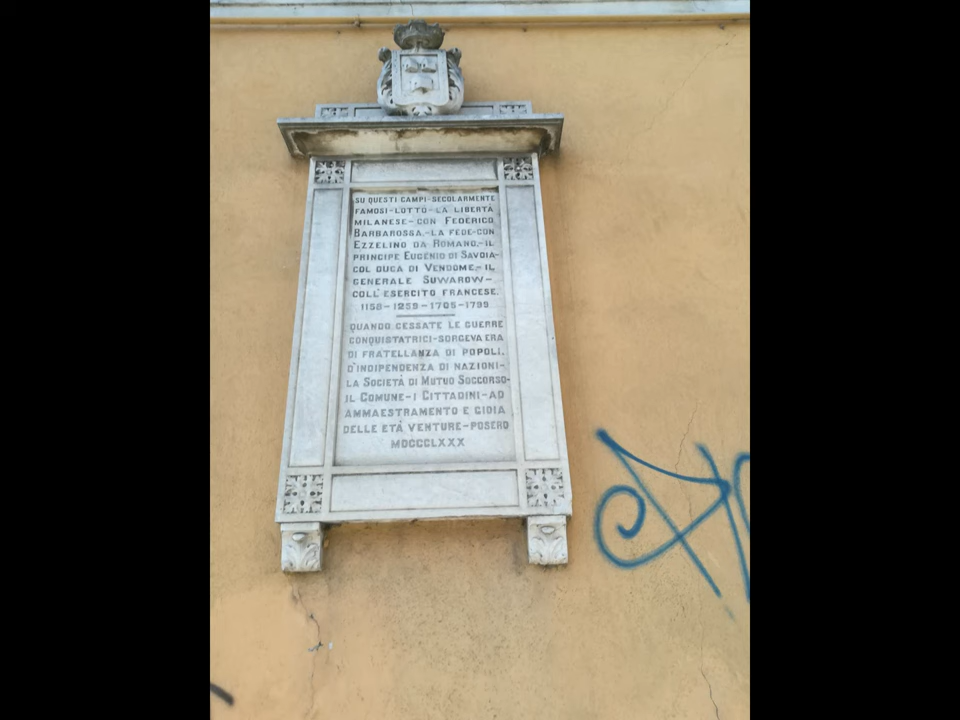 SU QUESTI CAMPI-SECOLARMENTE
FAMOSI-LOTTO-LA LIBERTÀ
MILANESE-CON FEDERICO
BARBAROSSA,-LA FEDE-CON
EZZELINO DA ROMANO,-IL
PRINCIPE EUGENIO DI SAVOIA-
COL DUCA DI VENDOME,-IL
GENERALE SUWAROW-
COLL'ESERCITO FRANCESE.
1158-1259-1705-1799
QUANDO CESSATE LE GUERRE
CONQUISTATRICI-SORGEVA ERA
DI FRATELLANZA DI POPOLI,
D'INDIPENDENZA DI NAZIONI-
LA SOCIETÀ DI MUTUO SOCCORSO-
IL COMUNE-I CITTADINI-AD
AMMAESTRAMENTO E GIOIA
DELLE ETÀ VENTURE-POSERO
MDCCCLXXX